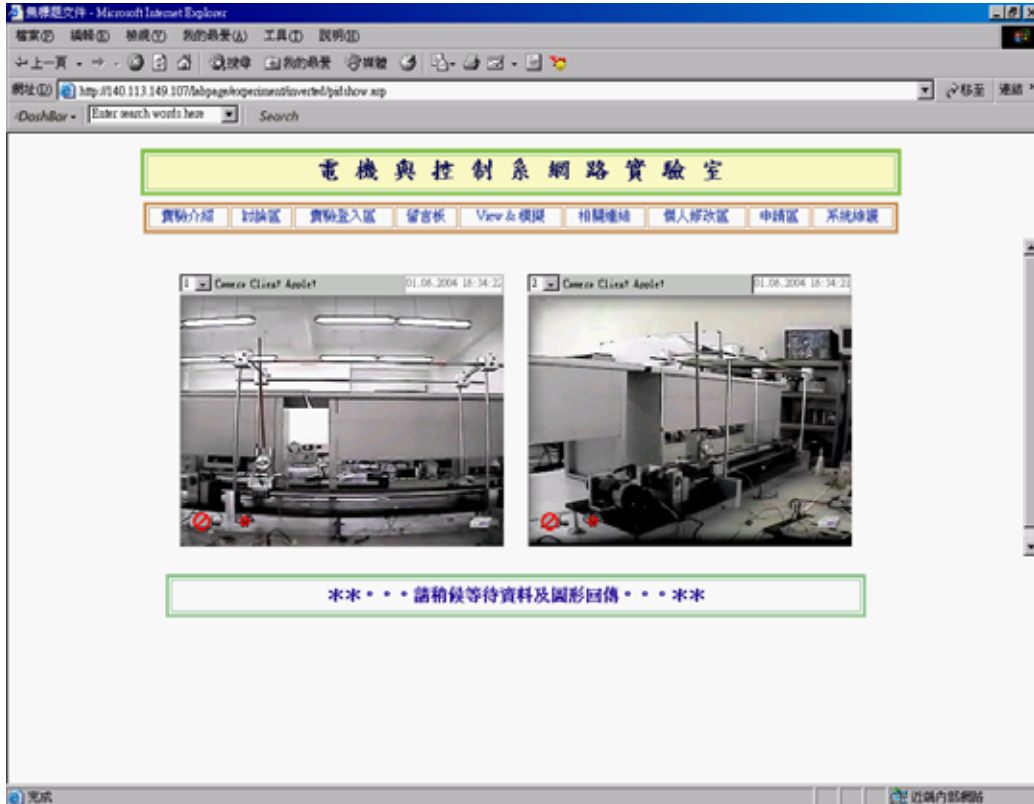 無標題文件 - Microsoft Internet Explorer
檔案(F) 編輯(E) 檢視(V) 我的最愛(A) 工具(T) 說明(H)
上一頁 搜尋 我的最愛 媒體
網址(D) http://140.113.149.107/labpage/experiment/inverted/pidshow.asp 移至 連結 »
DashBar Enter search words here Search
電機與控制系網路實驗室
實驗介紹 討論區 實驗登入區 留言板 View & 模擬 相關連結 個人修改區 申請區 系統維護
1 Camera Client Applet 01.06.2004 16:34:22 2 Camera Client Applet 01.06.2004 16:34:21
**···請稍候等待資料及圖形回傳···**
完成 近端內部網路